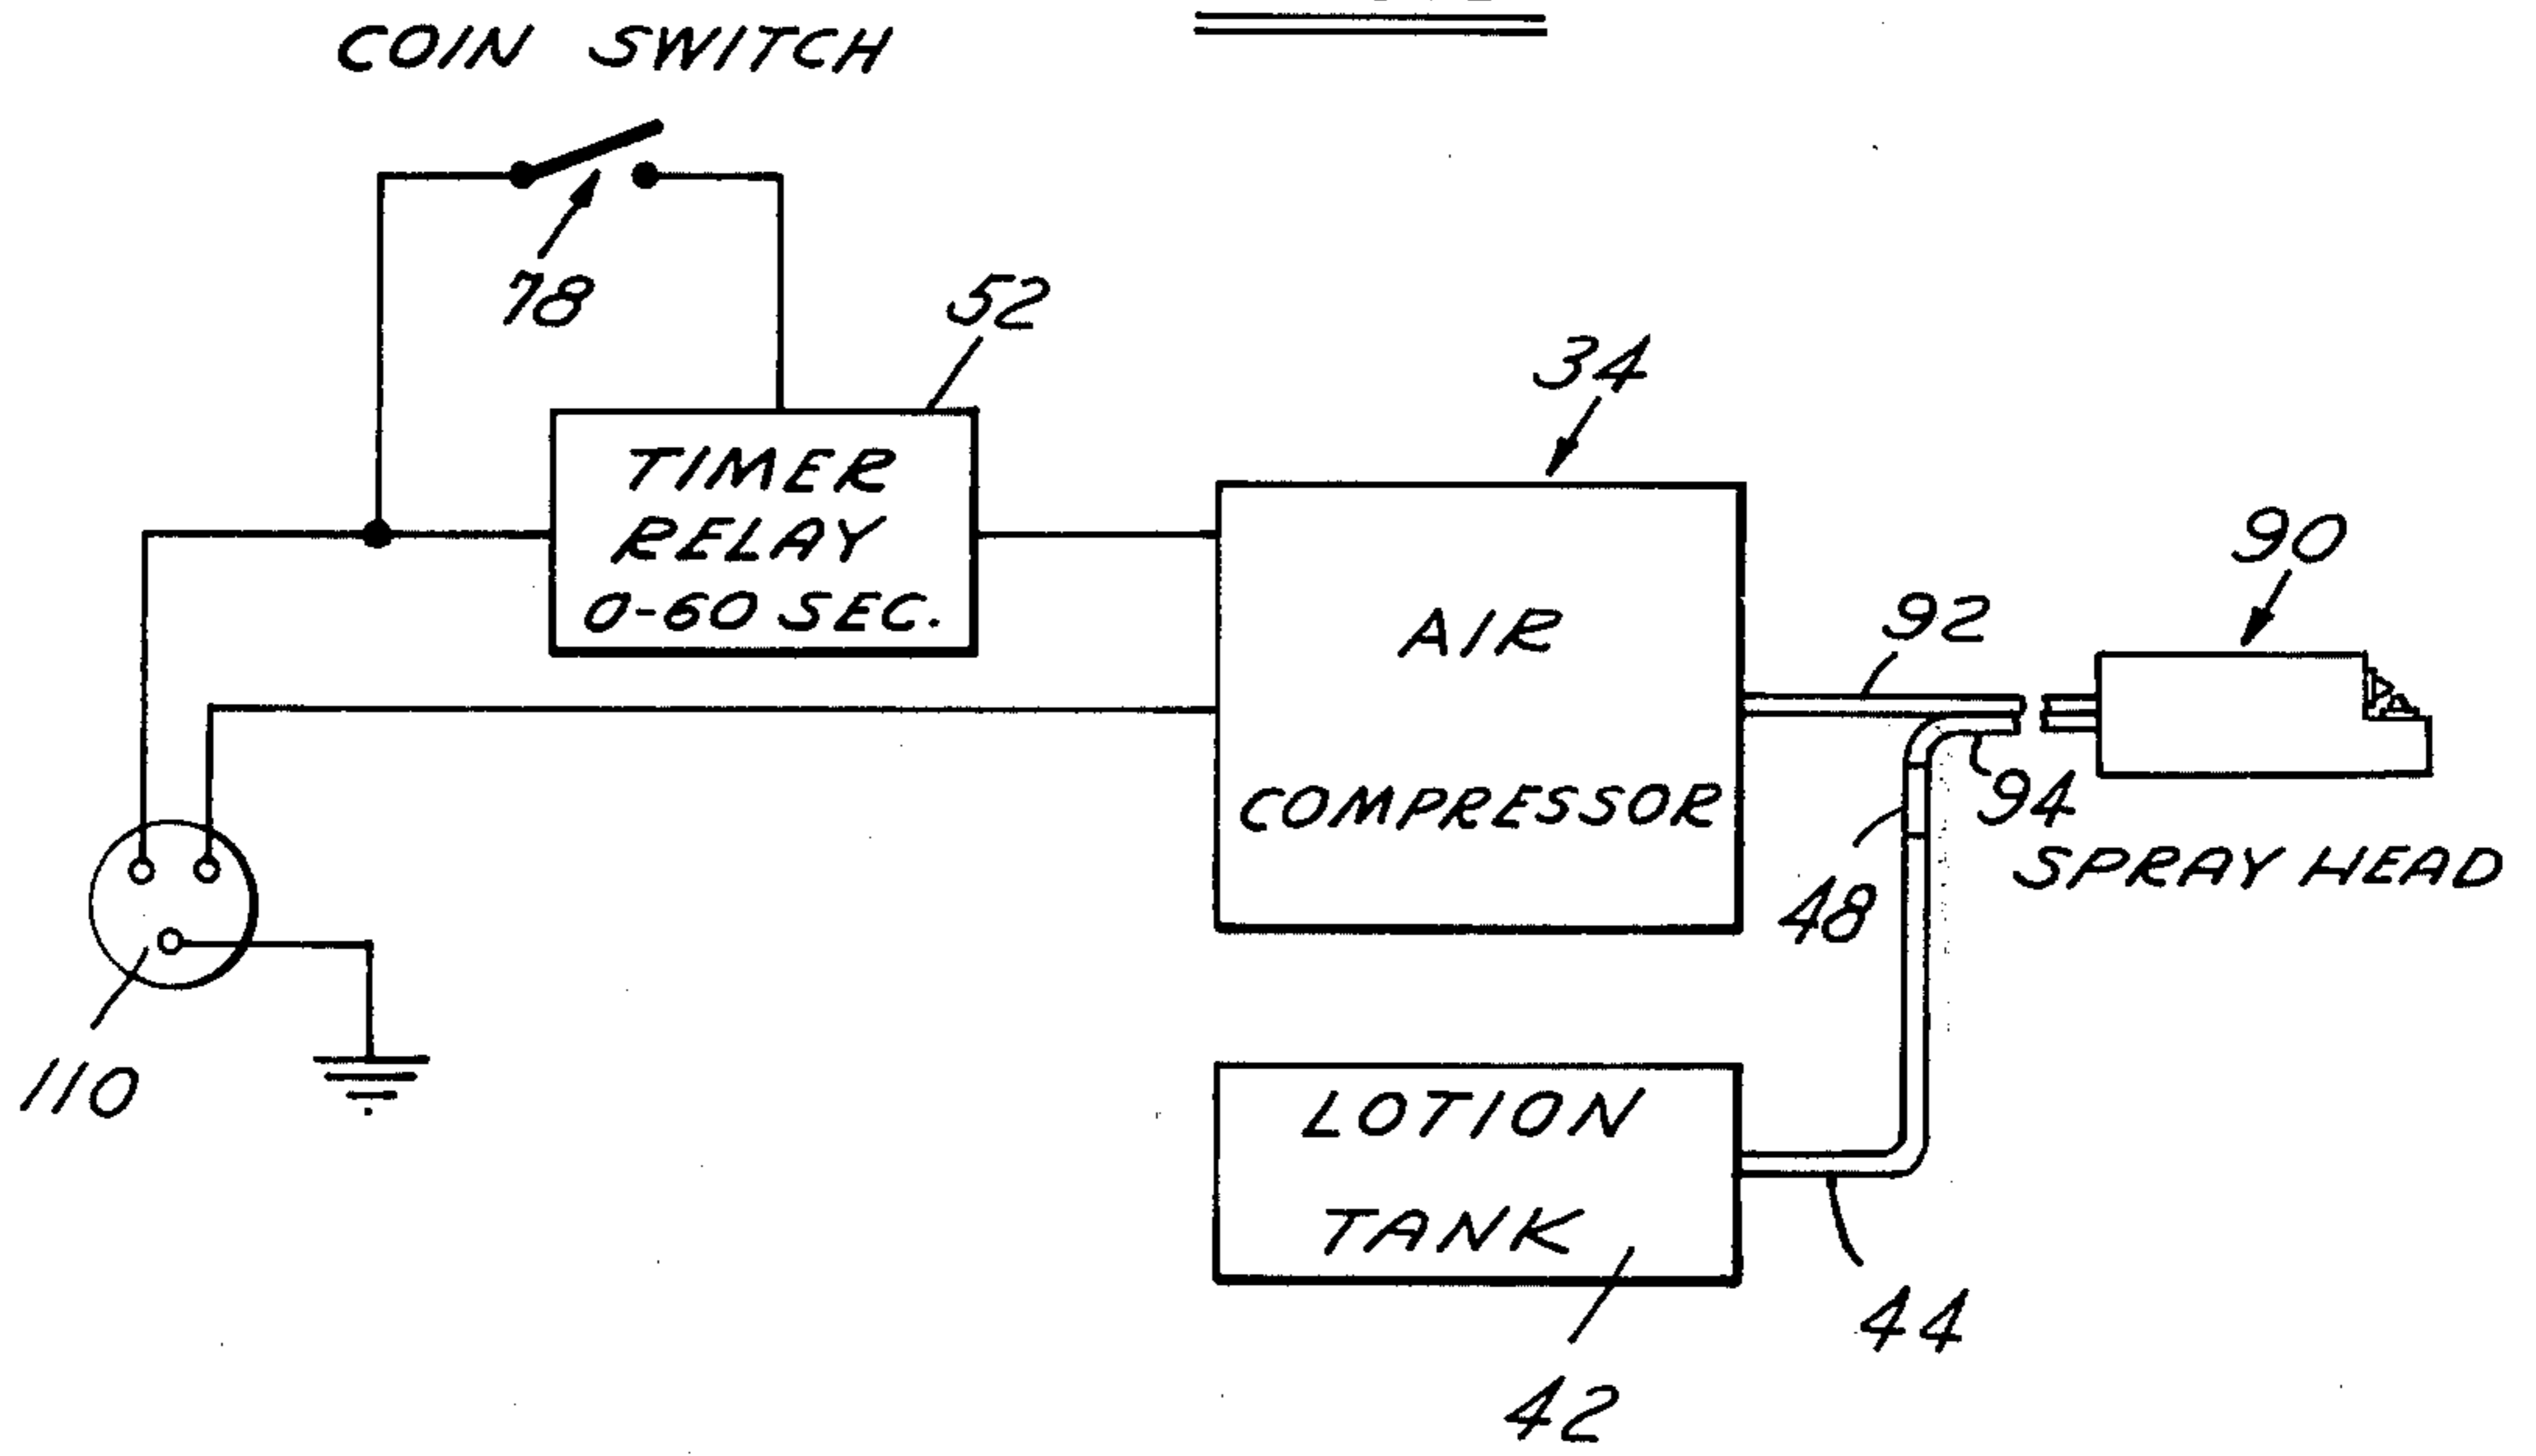 COIN SWITCH
78
52
TIMER
RELAY
0-60 SEC.
34
AIR
COMPRESSOR
92
90
94
48
SPRAY HEAD
110
LOTION
TANK
44
42